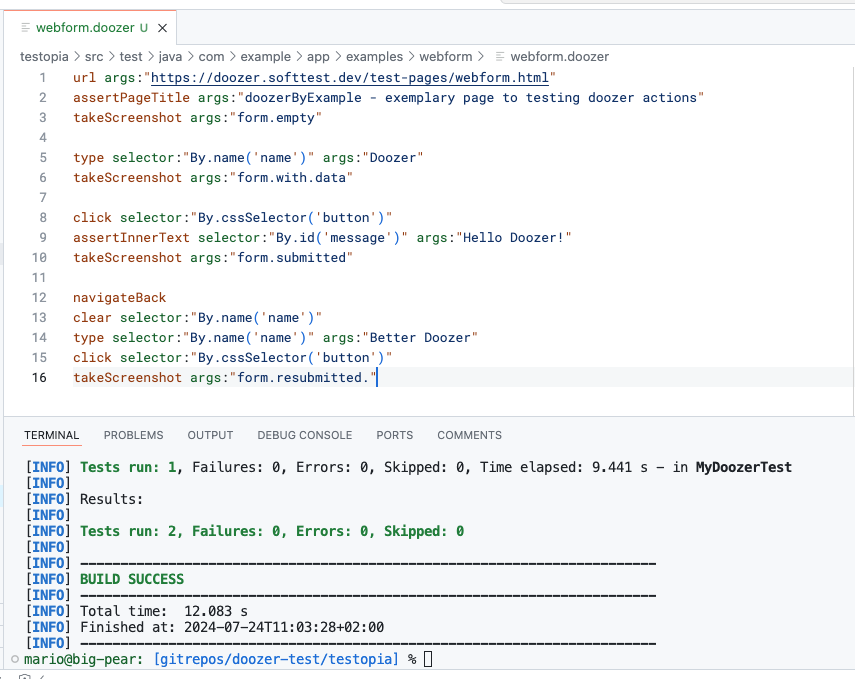 webform.doozer U
testopia > src > test > java > com > example > app > examples > webform > webform.doozer
1 url args:"https://doozer.softtest.dev/test-pages/webform.html"
2 assertPageTitle args:"doozerByExample - exemplary page to testing doozer actions"
3 takeScreenshot args:"form.empty"
4
5 type selector:"By.name('name')" args:"Doozer"
6 takeScreenshot args:"form.with.data"
7
8 click selector:"By.cssSelector('button')"
9 assertInnerText selector:"By.id('message')" args:"Hello Doozer!"
10 takeScreenshot args:"form.submitted"
11
12 navigateBack
13 clear selector:"By.name('name')"
14 type selector:"By.name('name')" args:"Better Doozer"
15 click selector:"By.cssSelector('button')"
16 takeScreenshot args:"form.resubmitted."
TERMINAL PROBLEMS OUTPUT DEBUG CONSOLE PORTS COMMENTS
[INFO] Tests run: 1, Failures: 0, Errors: 0, Skipped: 0, Time elapsed: 9.441 s - in MyDoozerTest
[INFO]
[INFO] Results:
[INFO]
[INFO] Tests run: 2, Failures: 0, Errors: 0, Skipped: 0
[INFO]
[INFO] ------------------------------------------------------------------------
[INFO] BUILD SUCCESS
[INFO] ------------------------------------------------------------------------
[INFO] Total time:  12.083 s
[INFO] Finished at: 2024-07-24T11:03:28+02:00
[INFO] ------------------------------------------------------------------------
mario@big-pear: [gitrepos/doozer-test/testopia] %